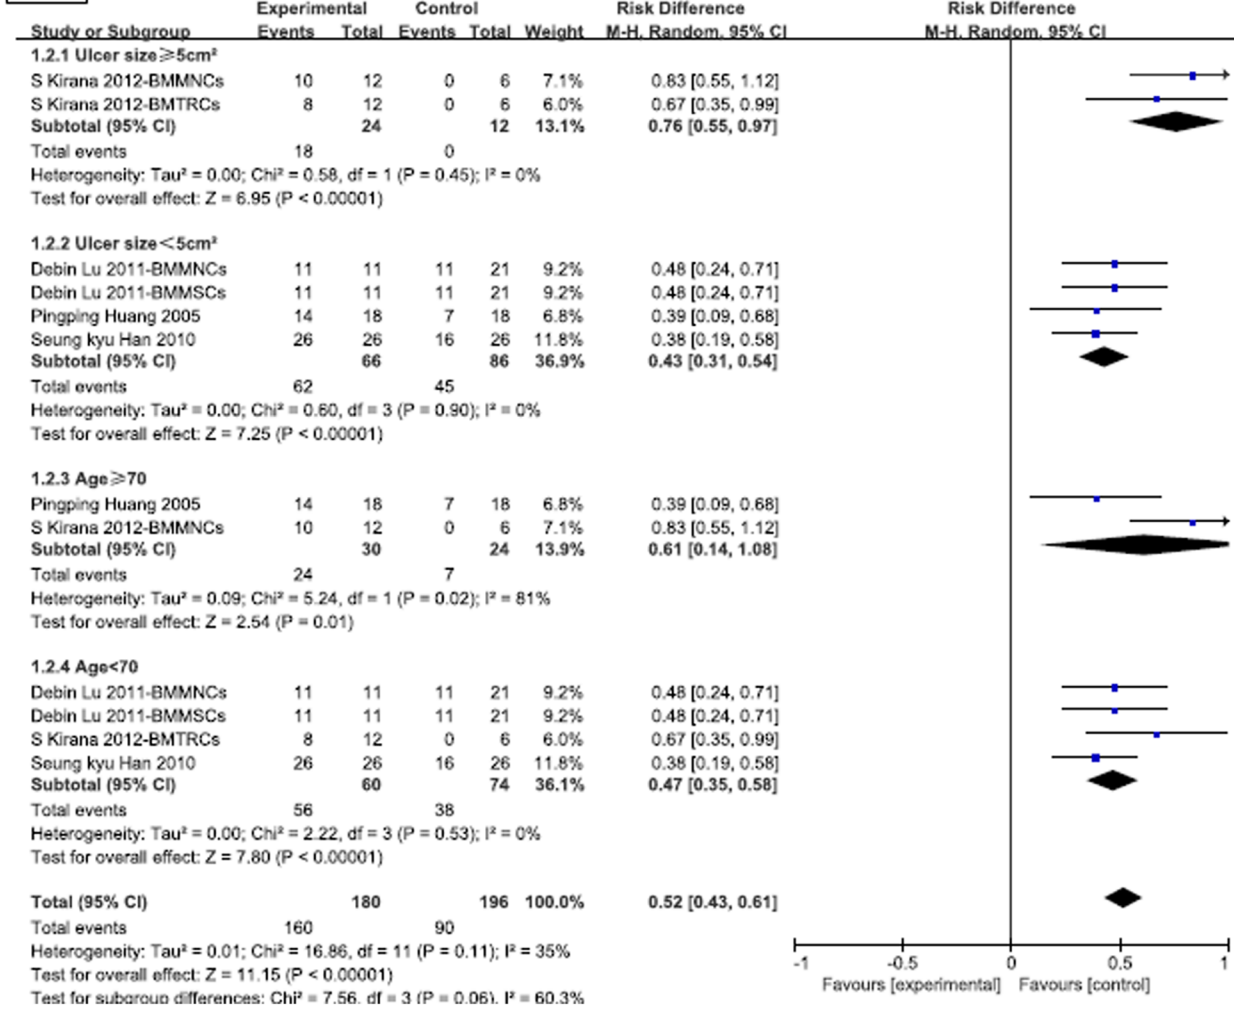 Experimental Control Risk Difference Risk Difference
Study or Subgroup Events Total Events Total Weight M-H. Random. 95% CI M-H. Random. 95% CI
1.2.1 Ulcer size≥5cm²
S Kirana 2012-BMMNCs 10 12 0 6 7.1% 0.83 [0.55, 1.12]
S Kirana 2012-BMTRCs 8 12 0 6 6.0% 0.67 [0.35, 0.99]
Subtotal (95% CI) 24 12 13.1% 0.76 [0.55, 0.97]
Total events 18 0
Heterogeneity: Tau² = 0.00; Chi² = 0.58, df = 1 (P = 0.45); I² = 0%
Test for overall effect: Z = 6.95 (P < 0.00001)
1.2.2 Ulcer size<5cm²
Debin Lu 2011-BMMNCs 11 11 11 21 9.2% 0.48 [0.24, 0.71]
Debin Lu 2011-BMMSCs 11 11 11 21 9.2% 0.48 [0.24, 0.71]
Pingping Huang 2005 14 18 7 18 6.8% 0.39 [0.09, 0.68]
Seung kyu Han 2010 26 26 16 26 11.8% 0.38 [0.19, 0.58]
Subtotal (95% CI) 66 86 36.9% 0.43 [0.31, 0.54]
Total events 62 45
Heterogeneity: Tau² = 0.00; Chi² = 0.60, df = 3 (P = 0.90); I² = 0%
Test for overall effect: Z = 7.25 (P < 0.00001)
1.2.3 Age≥70
Pingping Huang 2005 14 18 7 18 6.8% 0.39 [0.09, 0.68]
S Kirana 2012-BMMNCs 10 12 0 6 7.1% 0.83 [0.55, 1.12]
Subtotal (95% CI) 30 24 13.9% 0.61 [0.14, 1.08]
Total events 24 7
Heterogeneity: Tau² = 0.09; Chi² = 5.24, df = 1 (P = 0.02); I² = 81%
Test for overall effect: Z = 2.54 (P = 0.01)
1.2.4 Age<70
Debin Lu 2011-BMMNCs 11 11 11 21 9.2% 0.48 [0.24, 0.71]
Debin Lu 2011-BMMSCs 11 11 11 21 9.2% 0.48 [0.24, 0.71]
S Kirana 2012-BMTRCs 8 12 0 6 6.0% 0.67 [0.35, 0.99]
Seung kyu Han 2010 26 26 16 26 11.8% 0.38 [0.19, 0.58]
Subtotal (95% CI) 60 74 36.1% 0.47 [0.35, 0.58]
Total events 56 38
Heterogeneity: Tau² = 0.00; Chi² = 2.22, df = 3 (P = 0.53); I² = 0%
Test for overall effect: Z = 7.80 (P < 0.00001)
Total (95% CI) 180 196 100.0% 0.52 [0.43, 0.61]
Total events 160 90
Heterogeneity: Tau² = 0.01; Chi² = 16.86, df = 11 (P = 0.11); I² = 35%
Test for overall effect: Z = 11.15 (P < 0.00001)
Test for subgroup differences: Chi² = 7.56. df = 3 (P = 0.06). I² = 60.3%
-1 -0.5 0 0.5 1
Favours [experimental] Favours [control]